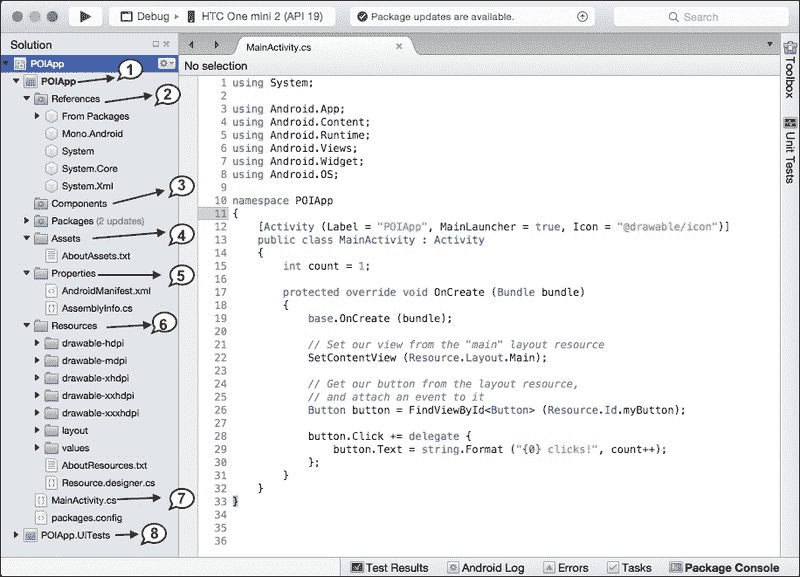 Debug
HTC One mini 2 (API 19)
Package updates are available.
Search
Solution
MainActivity.cs
No selection
POIApp
POIApp
1
References
2
From Packages
Mono.Android
System
System.Core
System.Xml
Components
3
Packages (2 updates)
Assets
4
AboutAssets.txt
Properties
5
AndroidManifest.xml
AssemblyInfo.cs
Resources
6
drawable-hdpi
drawable-mdpi
drawable-xhdpi
drawable-xxhdpi
drawable-xxxhdpi
layout
values
AboutResources.txt
Resource.designer.cs
MainActivity.cs
7
packages.config
POIApp.UITests
8
1 using System;
2
3 using Android.App;
4 using Android.Content;
5 using Android.Runtime;
6 using Android.Views;
7 using Android.Widget;
8 using Android.OS;
9
10 namespace POIApp
11 {
12 [Activity (Label = "POIApp", MainLauncher = true, Icon = "@drawable/icon")]
13 public class MainActivity : Activity
14 {
15 int count = 1;
16
17 protected override void OnCreate (Bundle bundle)
18 {
19 base.OnCreate (bundle);
20
21 // Set our view from the "main" layout resource
22 SetContentView (Resource.Layout.Main);
23
24 // Get our button from the layout resource,
25 // and attach an event to it
26 Button button = FindViewById<Button> (Resource.Id.myButton);
27
28 button.Click += delegate {
29 button.Text = string.Format ("{0} clicks!", count++);
30 };
31 }
32 }
33 }
34
35
36
Toolbox
Unit Tests
Test Results
Android Log
Errors
Tasks
Package Console